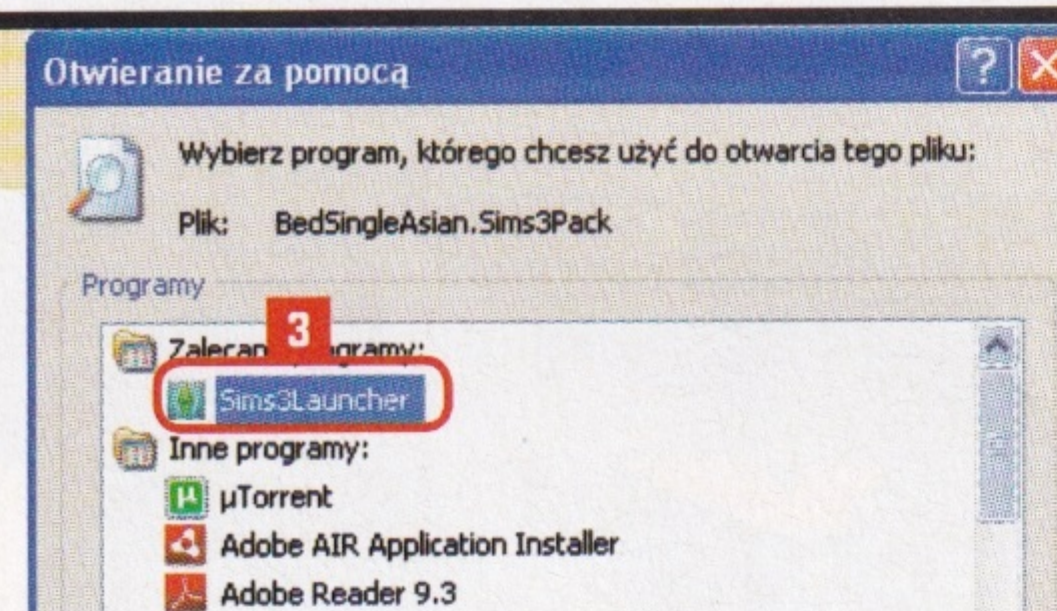 Otwieranie za pomocą
Wybierz program, którego chcesz użyć do otwarcia tego pliku:
Plik: BedSingleAsian.Sims3Pack
Programy
3
programy:
Sims3Launcher
Inne programy:
µTorrent
Adobe AIR Application Installer
Adobe Reader 9.3